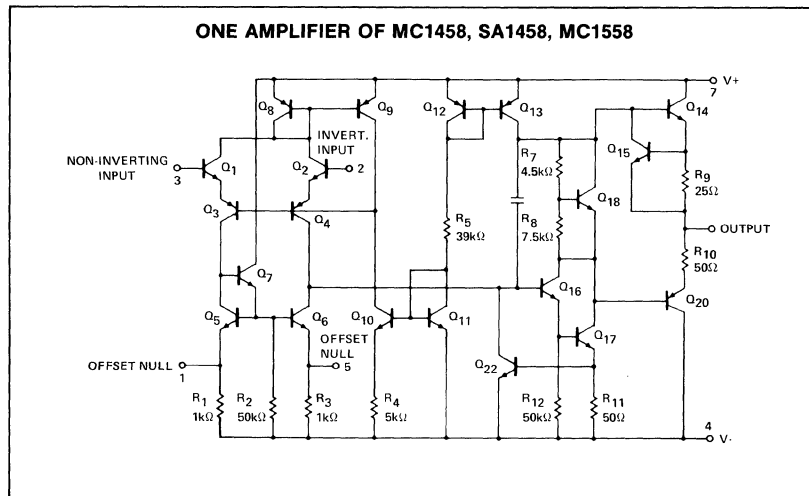 ONE AMPLIFIER OF MC1458, SA1458, MC1558
V+
7
Q8
Q9
Q12
Q13
Q14
INVERT.
INPUT
2
NON-INVERTING
INPUT
3
Q1
Q2
Q15
R7
4.5kΩ
R9
25Ω
Q18
Q3
Q4
R5
39kΩ
R8
7.5kΩ
OUTPUT
R10
50Ω
Q7
Q16
Q20
Q5
Q6
Q10
Q11
Q17
OFFSET
NULL
5
OFFSET NULL
1
Q22
R1
1kΩ
R2
50kΩ
R3
1kΩ
R4
5kΩ
R12
50kΩ
R11
50Ω
4
V-